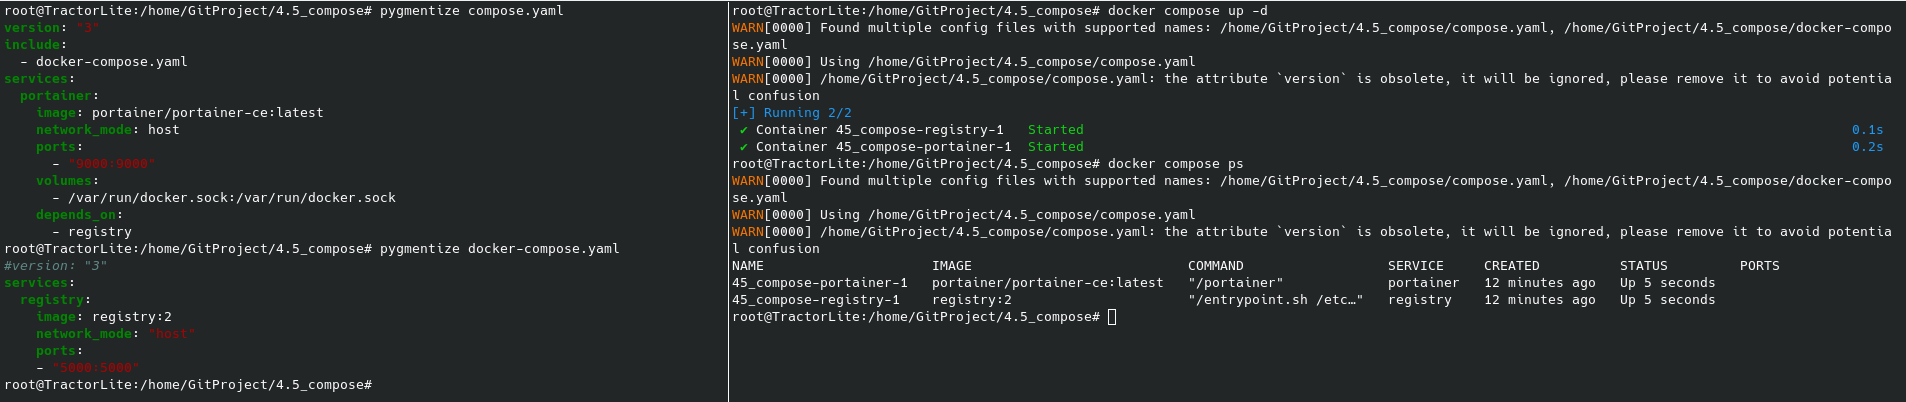 root@TractorLite:/home/GitProject/4.5_compose# pygmentize compose.yaml
version: "3"
include:
  - docker-compose.yaml
services:
  portainer:
    image: portainer/portainer-ce:latest
    network_mode: host
    ports:
      - "9000:9000"
    volumes:
      - /var/run/docker.sock:/var/run/docker.sock
    depends_on:
      - registry
root@TractorLite:/home/GitProject/4.5_compose# pygmentize docker-compose.yaml
#version: "3"
services:
  registry:
    image: registry:2
    network_mode: "host"
    ports:
    - "5000:5000"
root@TractorLite:/home/GitProject/4.5_compose#
root@TractorLite:/home/GitProject/4.5_compose# docker compose up -d
WARN[0000] Found multiple config files with supported names: /home/GitProject/4.5_compose/compose.yaml, /home/GitProject/4.5_compose/docker-compo
se.yaml
WARN[0000] Using /home/GitProject/4.5_compose/compose.yaml
WARN[0000] /home/GitProject/4.5_compose/compose.yaml: the attribute `version` is obsolete, it will be ignored, please remove it to avoid potentia
l confusion
[+] Running 2/2
 ✔ Container 45_compose-registry-1   Started 0.1s
 ✔ Container 45_compose-portainer-1  Started 0.2s
root@TractorLite:/home/GitProject/4.5_compose# docker compose ps
WARN[0000] Found multiple config files with supported names: /home/GitProject/4.5_compose/compose.yaml, /home/GitProject/4.5_compose/docker-compo
se.yaml
WARN[0000] Using /home/GitProject/4.5_compose/compose.yaml
WARN[0000] /home/GitProject/4.5_compose/compose.yaml: the attribute `version` is obsolete, it will be ignored, please remove it to avoid potentia
l confusion
NAME                     IMAGE                           COMMAND                  SERVICE     CREATED          STATUS         PORTS
45_compose-portainer-1   portainer/portainer-ce:latest   "/portainer"             portainer   12 minutes ago   Up 5 seconds
45_compose-registry-1    registry:2                      "/entrypoint.sh /etc…"   registry    12 minutes ago   Up 5 seconds
root@TractorLite:/home/GitProject/4.5_compose#